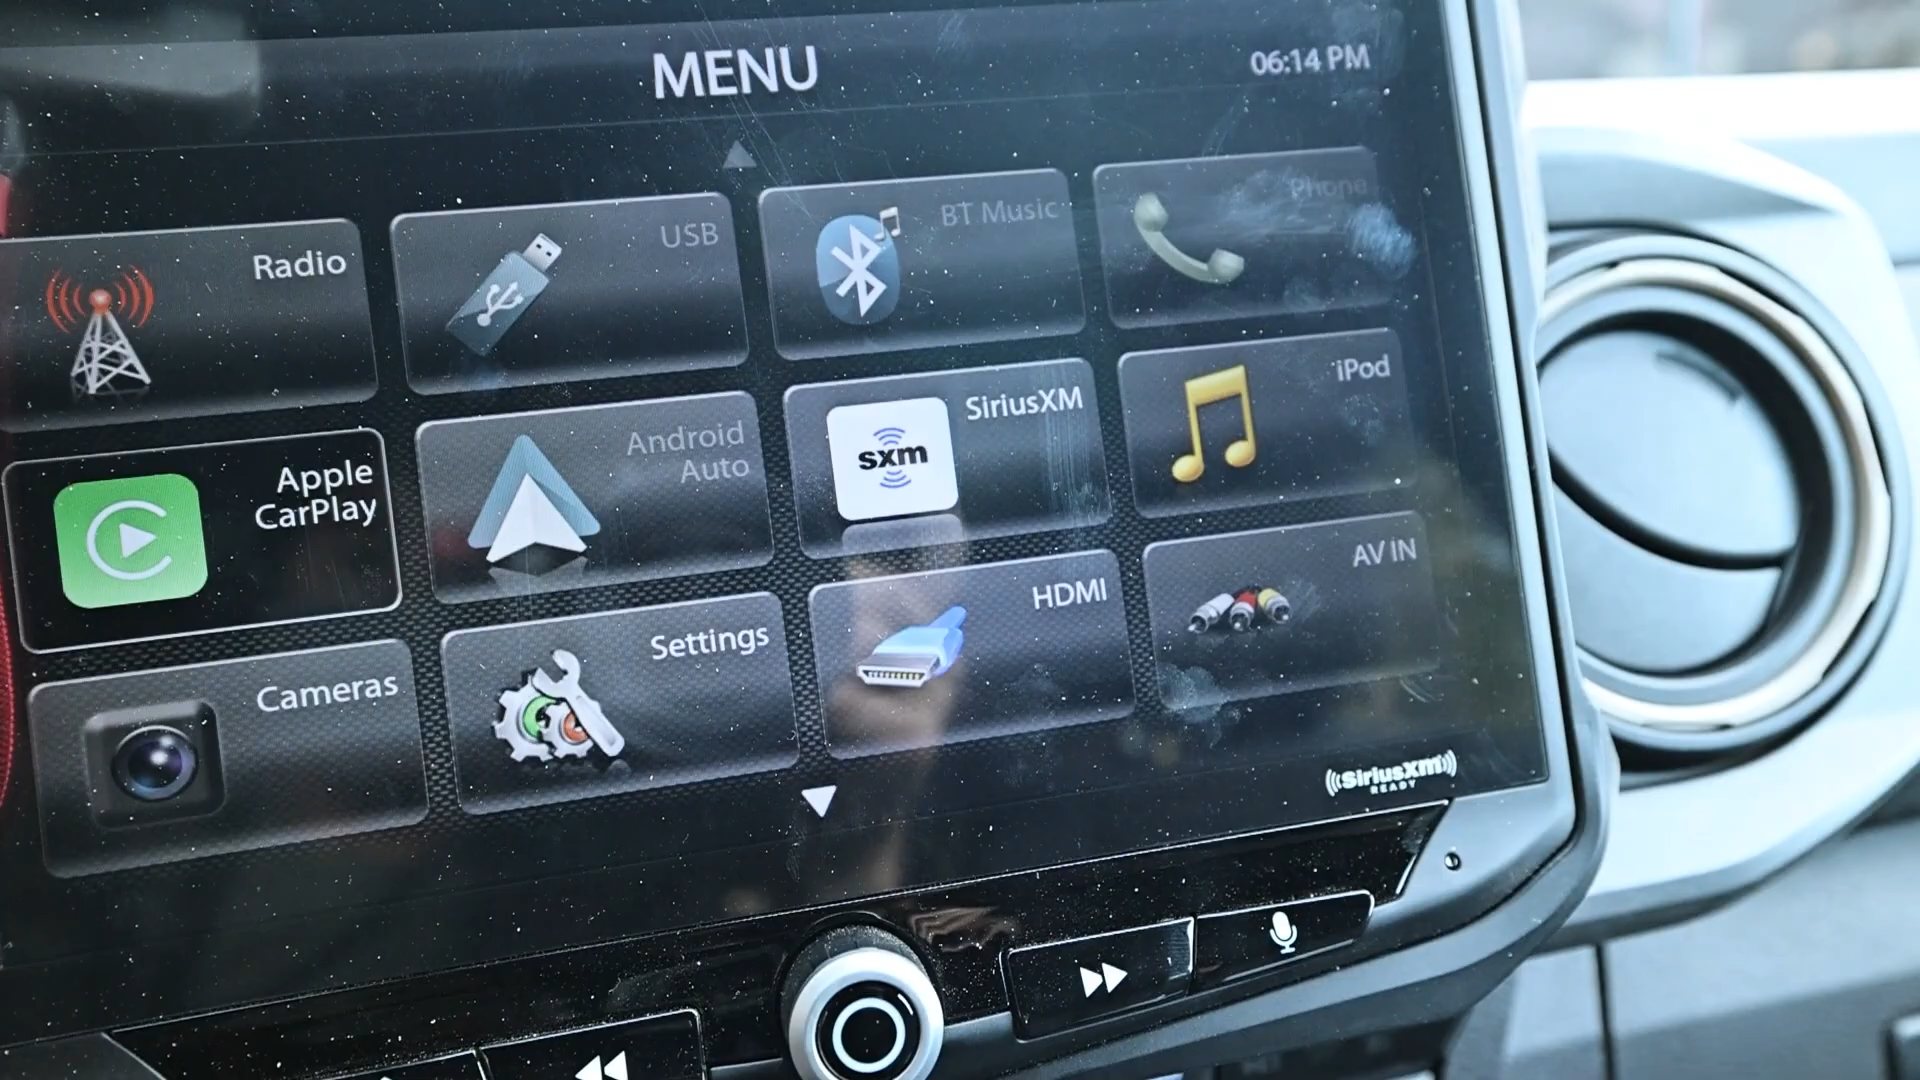 MENU
06:14 PM
Radio
USB
BT Music
Phone
Apple
CarPlay
Android
Auto
sxm
SiriusXM
iPod
Cameras
Settings
HDMI
AV IN
SiriusXM
READY